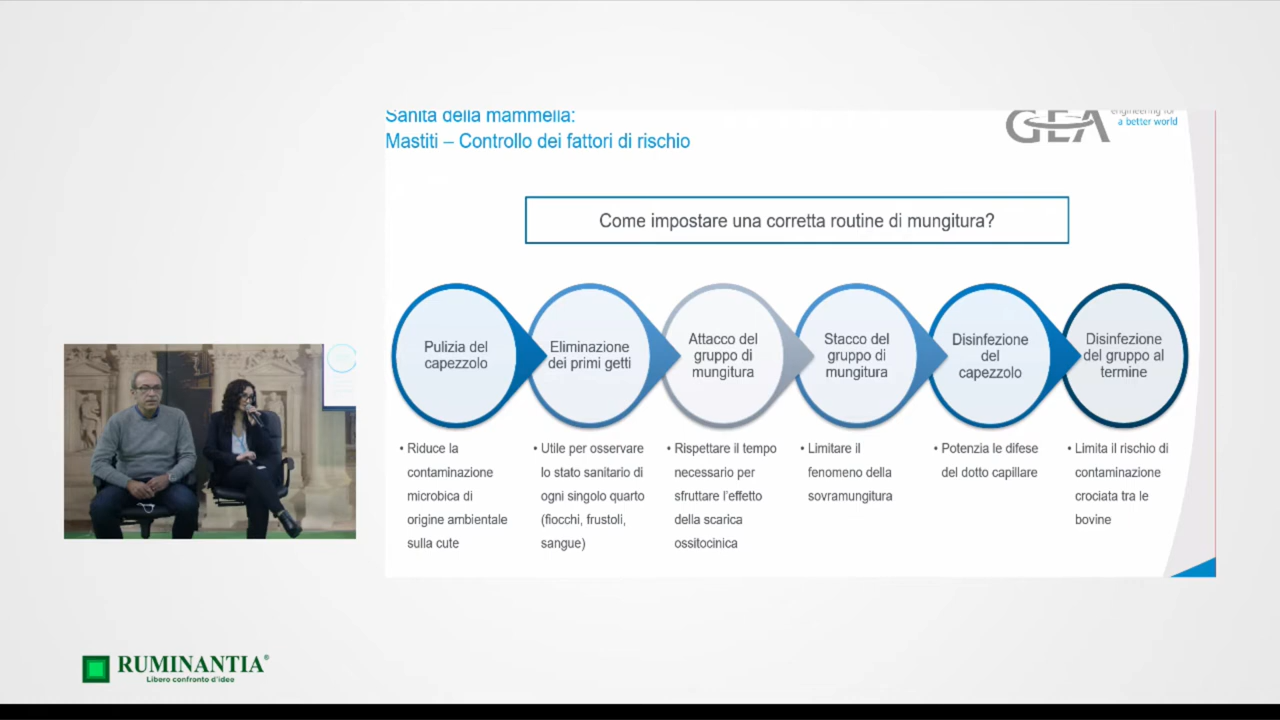 Sanità della mammella:
Mastiti – Controllo dei fattori di rischio
GEA
engineering for
a better world
Come impostare una corretta routine di mungitura?
Pulizia del
capezzolo
Eliminazione
dei primi getti
Attacco del
gruppo di
mungitura
Stacco del
gruppo di
mungitura
Disinfezione
del
capezzolo
Disinfezione
del gruppo al
termine
• Riduce la
contaminazione
microbica di
origine ambientale
sulla cute
• Utile per osservare
lo stato sanitario di
ogni singolo quarto
(fiocchi, frustoli,
sangue)
• Rispettare il tempo
necessario per
sfruttare l'effetto
della scarica
ossitocinica
• Limitare il
fenomeno della
sovramungitura
• Potenzia le difese
del dotto capillare
• Limita il rischio di
contaminazione
crociata tra le
bovine
RUMINANTIA®
Libero confronto d'idee